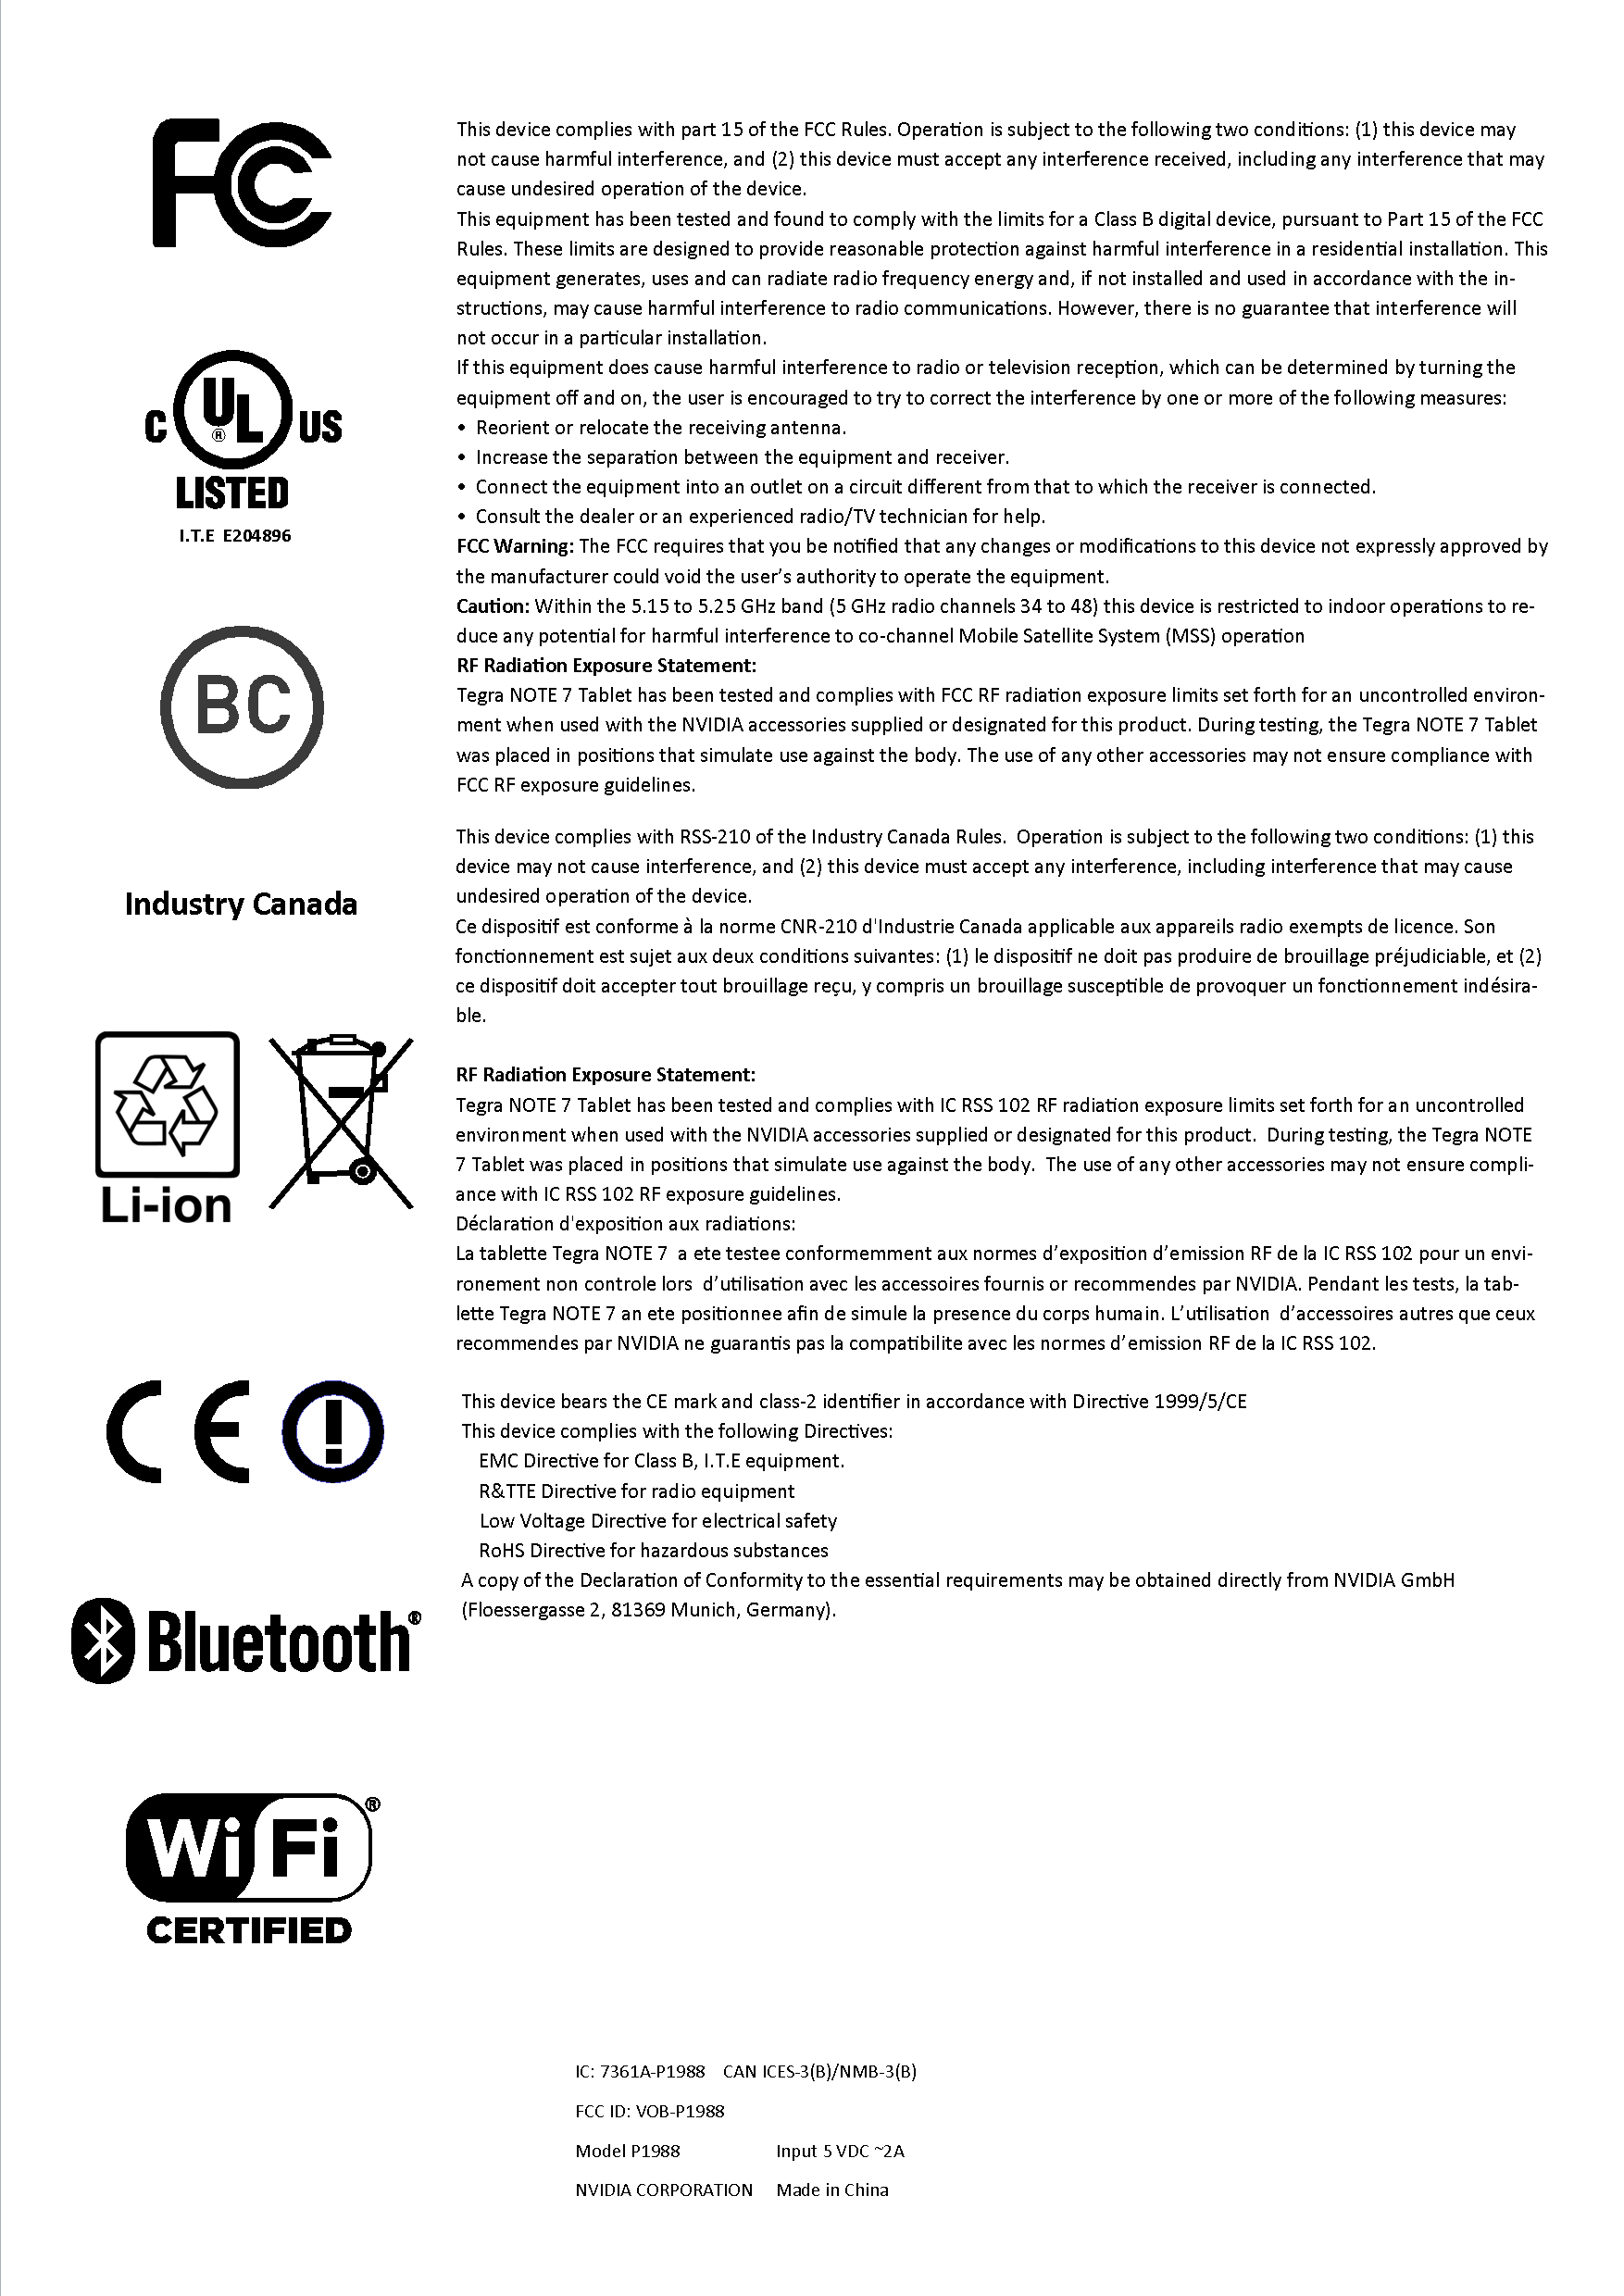 FC
This device complies with part 15 of the FCC Rules. Operation is subject to the following two conditions: (1) this device may
not cause harmful interference, and (2) this device must accept any interference received, including any interference that may
cause undesired operation of the device.
This equipment has been tested and found to comply with the limits for a Class B digital device, pursuant to Part 15 of the FCC
Rules. These limits are designed to provide reasonable protection against harmful interference in a residential installation. This
equipment generates, uses and can radiate radio frequency energy and, if not installed and used in accordance with the in-
structions, may cause harmful interference to radio communications. However, there is no guarantee that interference will
not occur in a particular installation.
If this equipment does cause harmful interference to radio or television reception, which can be determined by turning the
equipment off and on, the user is encouraged to try to correct the interference by one or more of the following measures:
• Reorient or relocate the receiving antenna.
• Increase the separation between the equipment and receiver.
• Connect the equipment into an outlet on a circuit different from that to which the receiver is connected.
• Consult the dealer or an experienced radio/TV technician for help.
FCC Warning: The FCC requires that you be notified that any changes or modifications to this device not expressly approved by
the manufacturer could void the user’s authority to operate the equipment.
Caution: Within the 5.15 to 5.25 GHz band (5 GHz radio channels 34 to 48) this device is restricted to indoor operations to re-
duce any potential for harmful interference to co-channel Mobile Satellite System (MSS) operation
RF Radiation Exposure Statement:
Tegra NOTE 7 Tablet has been tested and complies with FCC RF radiation exposure limits set forth for an uncontrolled environ-
ment when used with the NVIDIA accessories supplied or designated for this product. During testing, the Tegra NOTE 7 Tablet
was placed in positions that simulate use against the body. The use of any other accessories may not ensure compliance with
FCC RF exposure guidelines.
C UL® US
LISTED
I.T.E E204896
BC
Industry Canada
This device complies with RSS-210 of the Industry Canada Rules. Operation is subject to the following two conditions: (1) this
device may not cause interference, and (2) this device must accept any interference, including interference that may cause
undesired operation of the device.
Ce dispositif est conforme à la norme CNR-210 d'Industrie Canada applicable aux appareils radio exempts de licence. Son
fonctionnement est sujet aux deux conditions suivantes: (1) le dispositif ne doit pas produire de brouillage préjudiciable, et (2)
ce dispositif doit accepter tout brouillage reçu, y compris un brouillage susceptible de provoquer un fonctionnement indésira-
ble.
Li-ion
RF Radiation Exposure Statement:
Tegra NOTE 7 Tablet has been tested and complies with IC RSS 102 RF radiation exposure limits set forth for an uncontrolled
environment when used with the NVIDIA accessories supplied or designated for this product. During testing, the Tegra NOTE
7 Tablet was placed in positions that simulate use against the body. The use of any other accessories may not ensure compli-
ance with IC RSS 102 RF exposure guidelines.
Déclaration d'exposition aux radiations:
La tablette Tegra NOTE 7 a ete testee conformemment aux normes d’exposition d’emission RF de la IC RSS 102 pour un envi-
ronement non controle lors d’utilisation avec les accessoires fournis or recommendes par NVIDIA. Pendant les tests, la tab-
lette Tegra NOTE 7 an ete positionnee afin de simule la presence du corps humain. L’utilisation d’accessoires autres que ceux
recommendes par NVIDIA ne guarantis pas la compatibilite avec les normes d’emission RF de la IC RSS 102.
CE
This device bears the CE mark and class-2 identifier in accordance with Directive 1999/5/CE
This device complies with the following Directives:
EMC Directive for Class B, I.T.E equipment.
R&TTE Directive for radio equipment
Low Voltage Directive for electrical safety
RoHS Directive for hazardous substances
A copy of the Declaration of Conformity to the essential requirements may be obtained directly from NVIDIA GmbH
(Floessergasse 2, 81369 Munich, Germany).
Bluetooth®
Wi Fi®
CERTIFIED
IC: 7361A-P1988 CAN ICES-3(B)/NMB-3(B)
FCC ID: VOB-P1988
Model P1988 Input 5 VDC ~2A
NVIDIA CORPORATION Made in China